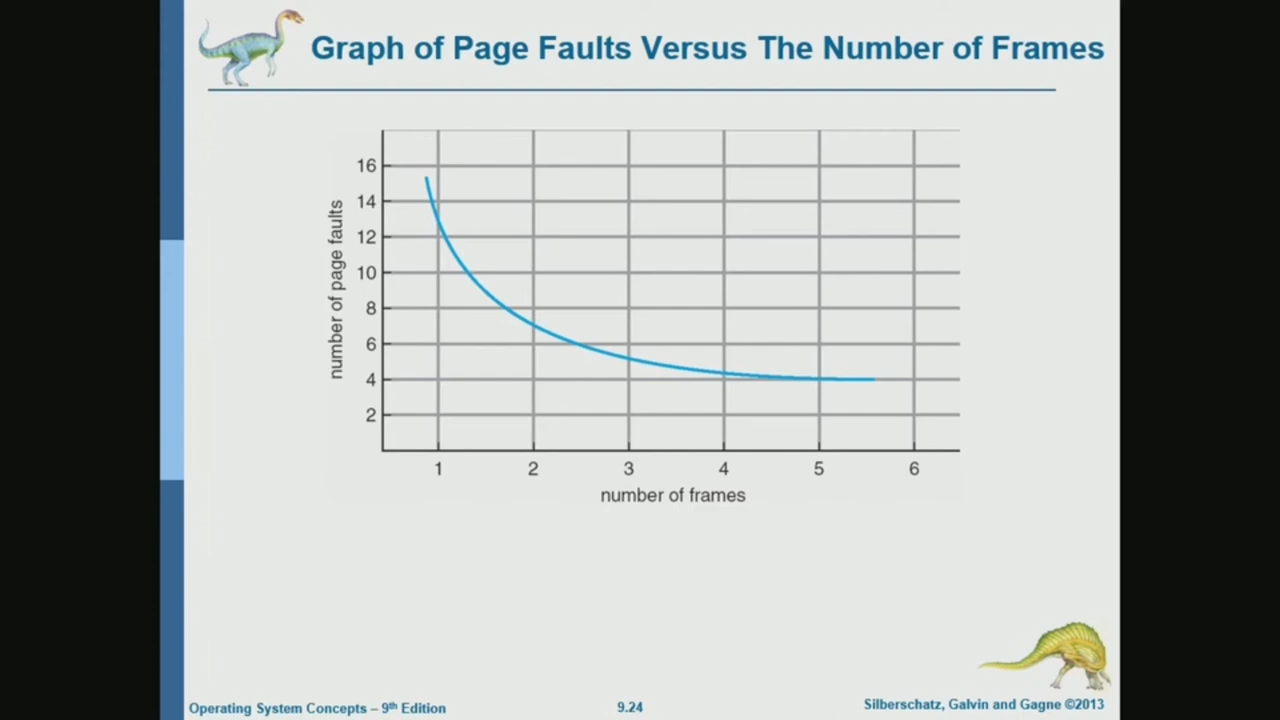 Graph of Page Faults Versus The Number of Frames
number of page faults
16
14
12
10
8
6
4
2
1 2 3 4 5 6
number of frames
Operating System Concepts – 9th Edition
9.24
Silberschatz, Galvin and Gagne ©2013